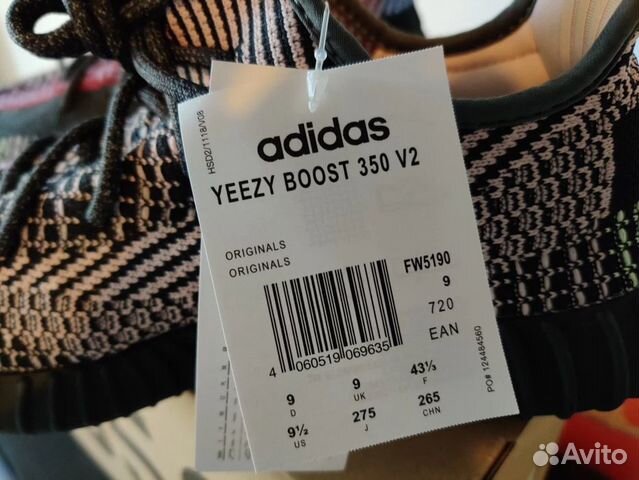 HSD2/1118/V08
adidas
YEEZY BOOST 350 V2
ORIGINALS
ORIGINALS
FW5190
9
720
EAN
4 060519 069635
9 9 43⅓
D UK F
9½ 275 265
US J CHN
PO# 124484560
Avito